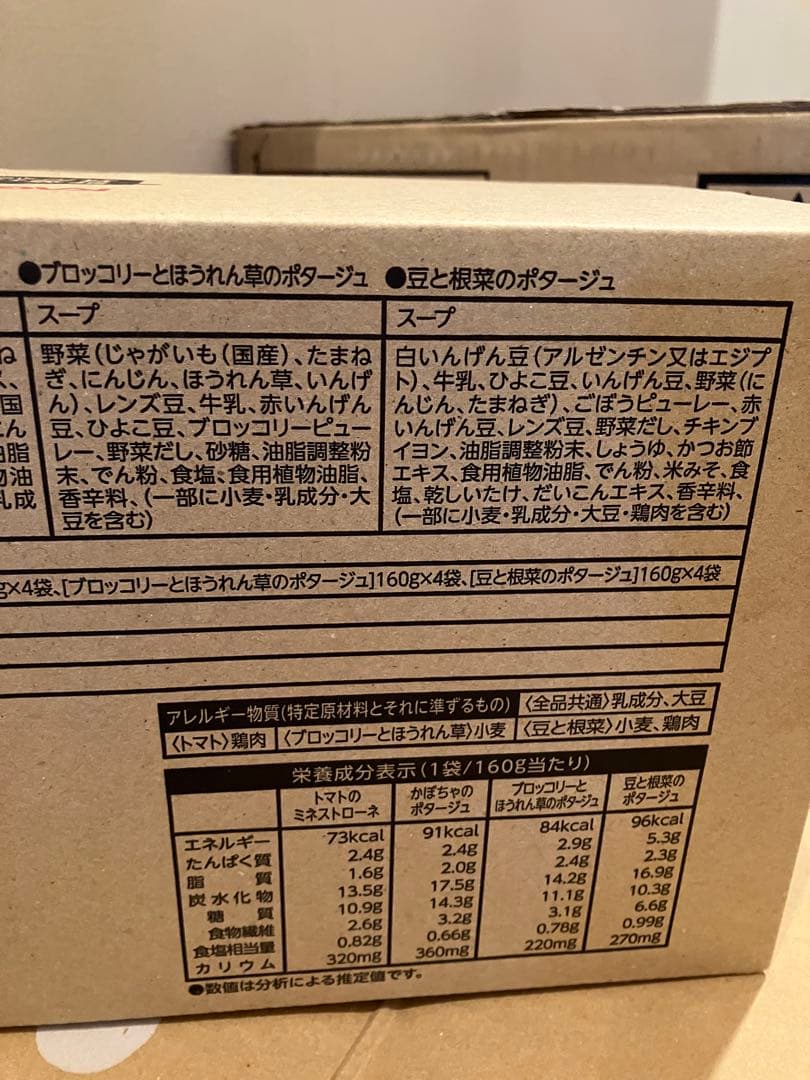 ●ブロッコリーとほうれん草のポタージュ ●豆と根菜のポタージュ
スープ
野菜(じゃがいも(国産)、たまね
ぎ、にんじん、ほうれん草、いんげ
ん)、レンズ豆、牛乳、赤いんげん
豆、ひよこ豆、ブロッコリーピュー
レー、野菜だし、砂糖、油脂調整粉
末、でん粉、食塩、食用植物油脂、
香辛料、(一部に小麦・乳成分・大
豆を含む)
スープ
白いんげん豆(アルゼンチン又はエジプ
ト)、牛乳、ひよこ豆、いんげん豆、野菜(に
んじん、たまねぎ)、ごぼうピューレー、赤
いんげん豆、レンズ豆、野菜だし、チキンブ
イヨン、油脂調整粉末、しょうゆ、かつお節
エキス、食用植物油脂、でん粉、米みそ、食
塩、乾しいたけ、だいこんエキス、香辛料、
(一部に小麦・乳成分・大豆・鶏肉を含む)
g×4袋、[ブロッコリーとほうれん草のポタージュ]160g×4袋、[豆と根菜のポタージュ]160g×4袋
アレルギー物質(特定原材料とそれに準ずるもの) 〈全品共通〉乳成分、大豆
〈トマト〉鶏肉 〈ブロッコリーとほうれん草〉小麦 〈豆と根菜〉小麦、鶏肉
栄養成分表示(1袋/160g当たり)
トマトの ミネストローネ かぼちゃの ポタージュ ブロッコリーと ほうれん草のポタージュ 豆と根菜の ポタージュ
エネルギー 73kcal 91kcal 84kcal 96kcal
たんぱく質 2.4g 2.4g 2.9g 5.3g
脂質 1.6g 2.0g 2.4g 2.3g
炭水化物 13.5g 17.5g 14.2g 16.9g
糖質 10.9g 14.3g 11.1g 10.3g
食物繊維 2.6g 3.2g 3.1g 6.6g
食塩相当量 0.82g 0.66g 0.78g 0.99g
カリウム 320mg 360mg 220mg 270mg
●数値は分析による推定値です。